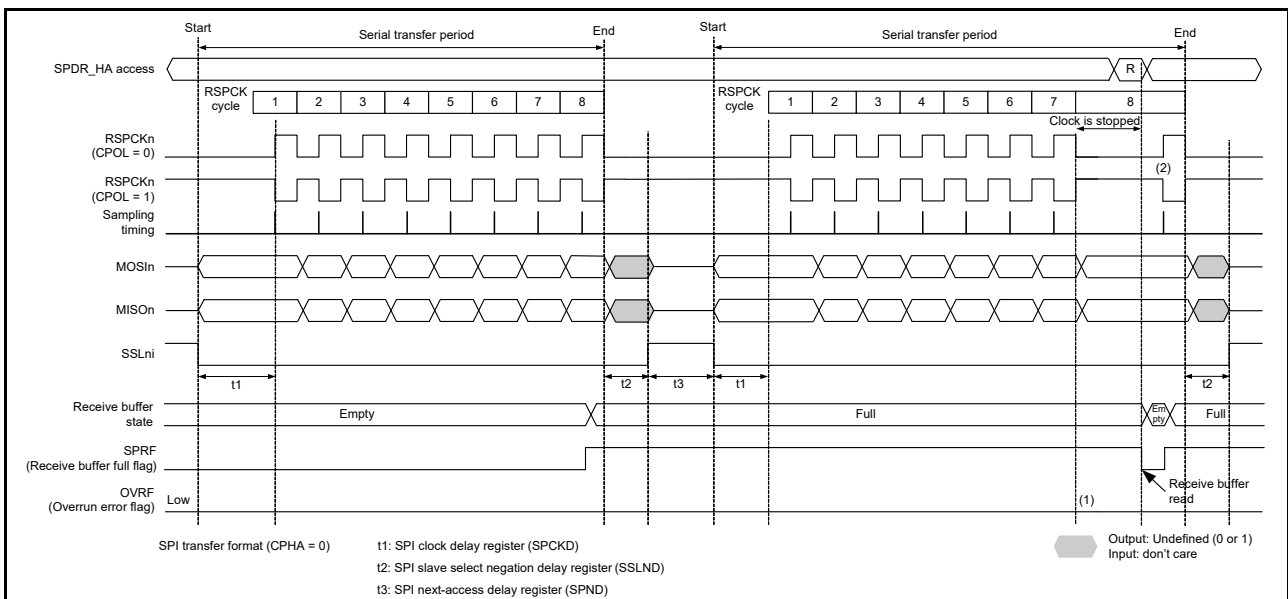 Start
Serial transfer period
End
Start
Serial transfer period
End
SPDR_HA access
R
RSPCK
cycle
1 2 3 4 5 6 7 8
RSPCK
cycle
1 2 3 4 5 6 7 8
Clock is stopped
RSPCKn
(CPOL = 0)
(2)
RSPCKn
(CPOL = 1)
Sampling
timing
MOSIn
MISOn
SSLni
t1
t2
t3
t1
t2
Receive buffer
state
Empty
Full
Em
pty
Full
SPRF
(Receive buffer full flag)
Receive buffer
read
OVRF
(Overrun error flag)
Low
(1)
SPI transfer format (CPHA = 0)
t1: SPI clock delay register (SPCKD)
t2: SPI slave select negation delay register (SSLND)
t3: SPI next-access delay register (SPND)
Output: Undefined (0 or 1)
Input: don't care